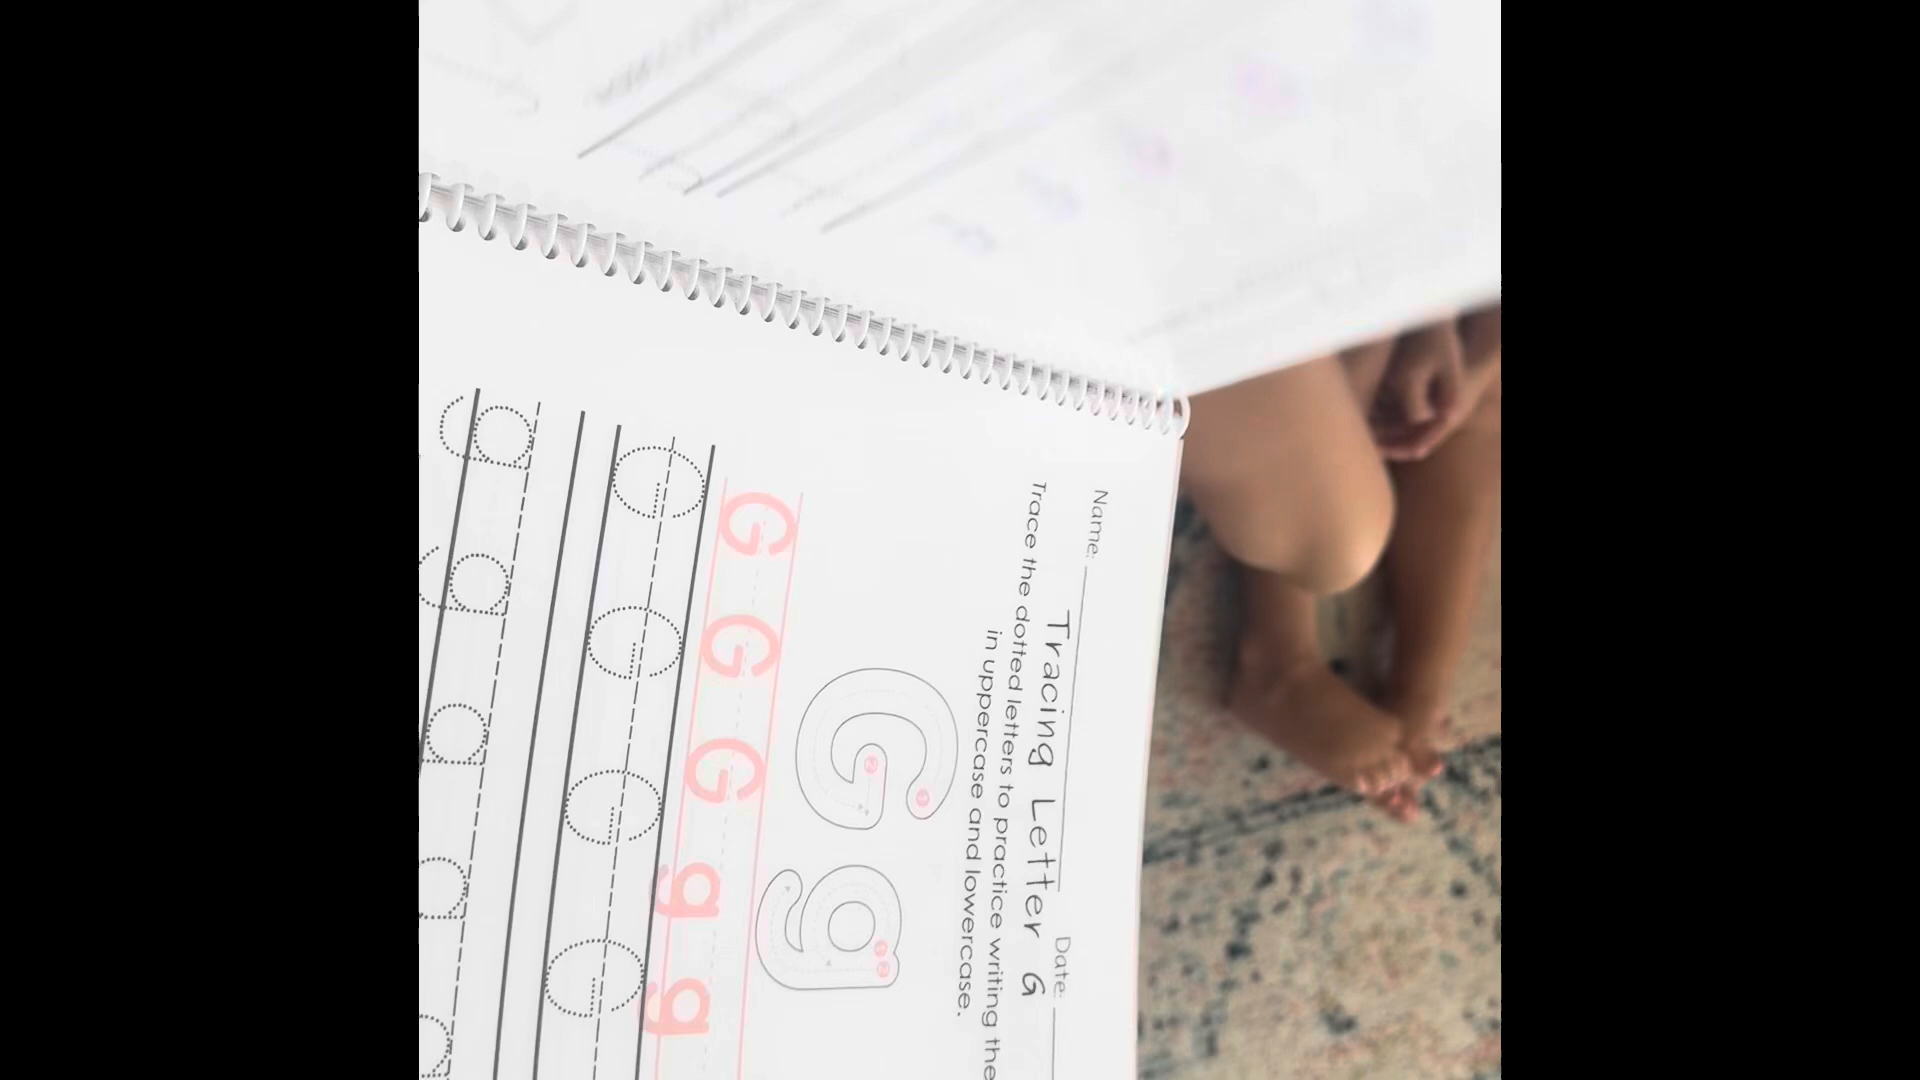 Name: Date:
Tracing Letter G
Trace the dotted letters to practice writing the
in uppercase and lowercase.
G g
G G G g g
G G G G
g g g g g